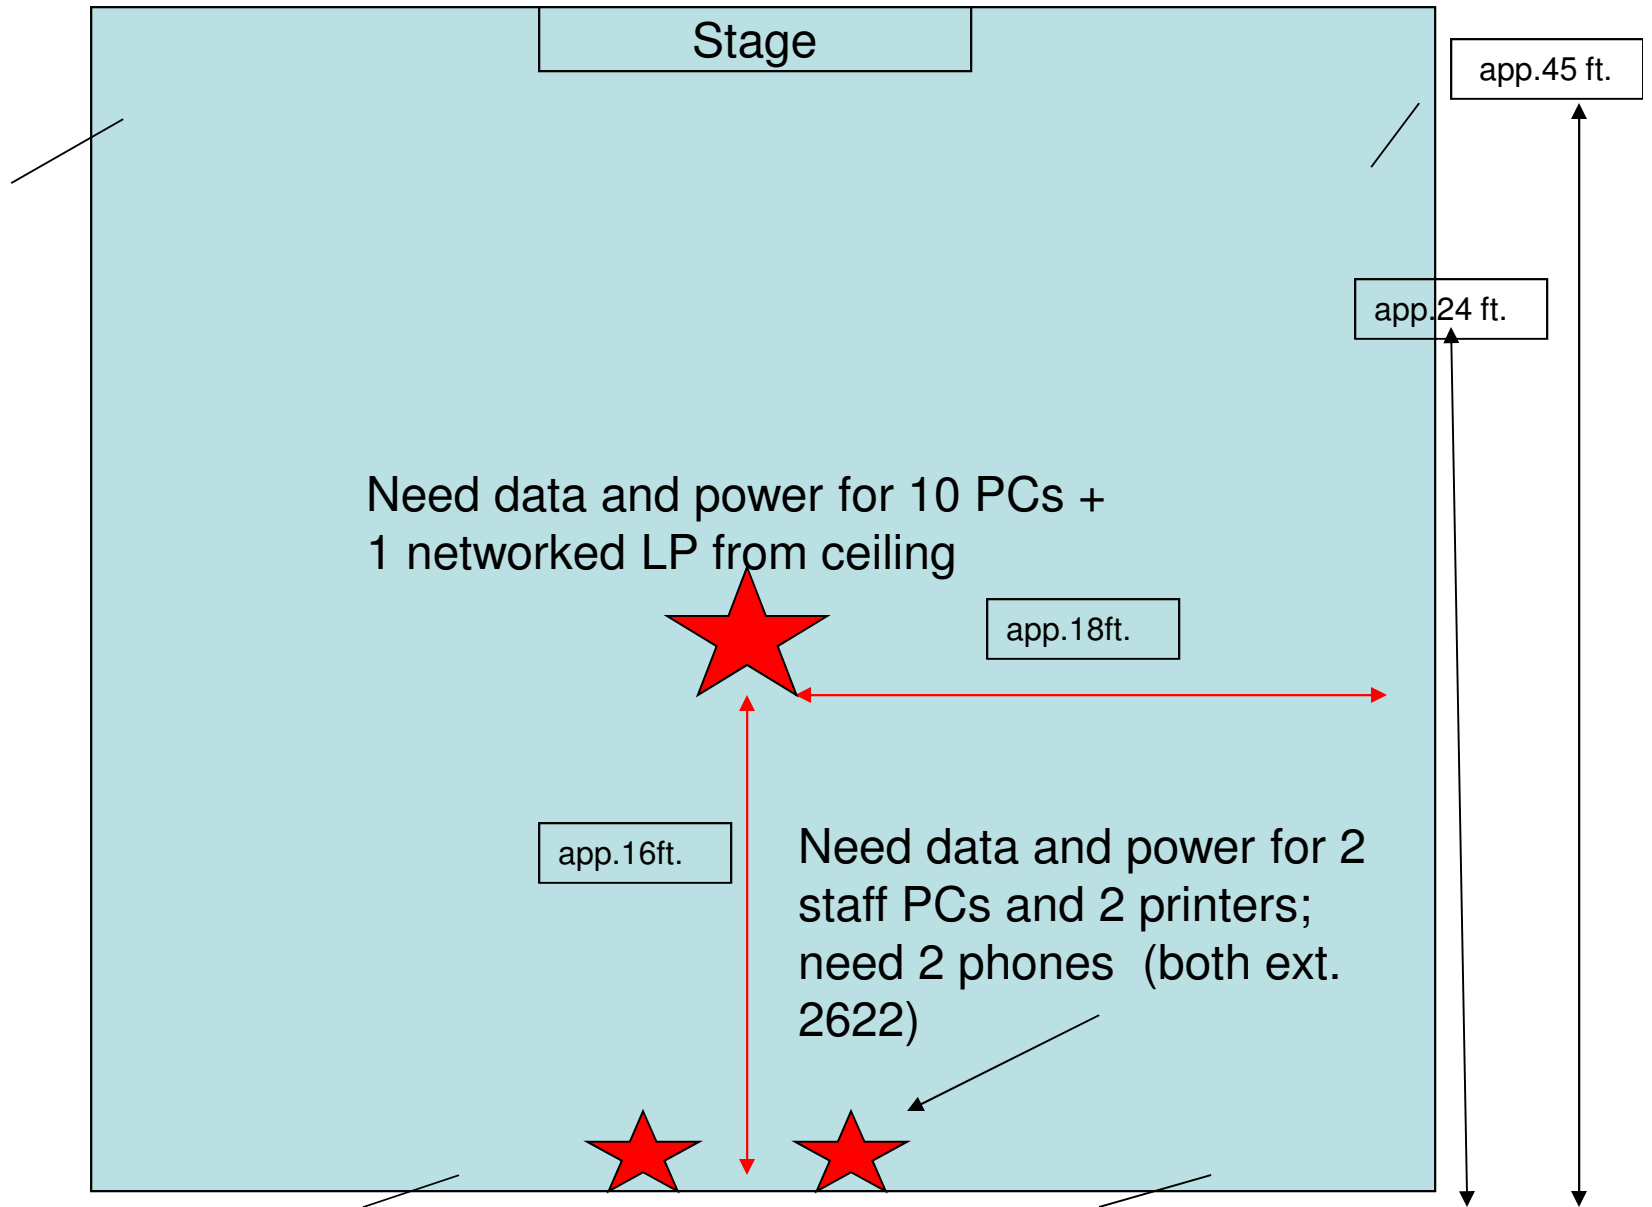 Stage
app.45 ft.
app.24 ft.
Need data and power for 10 PCs +
1 networked LP from ceiling
app.18ft.
app.16ft.
Need data and power for 2
staff PCs and 2 printers;
need 2 phones  (both ext.
2622)